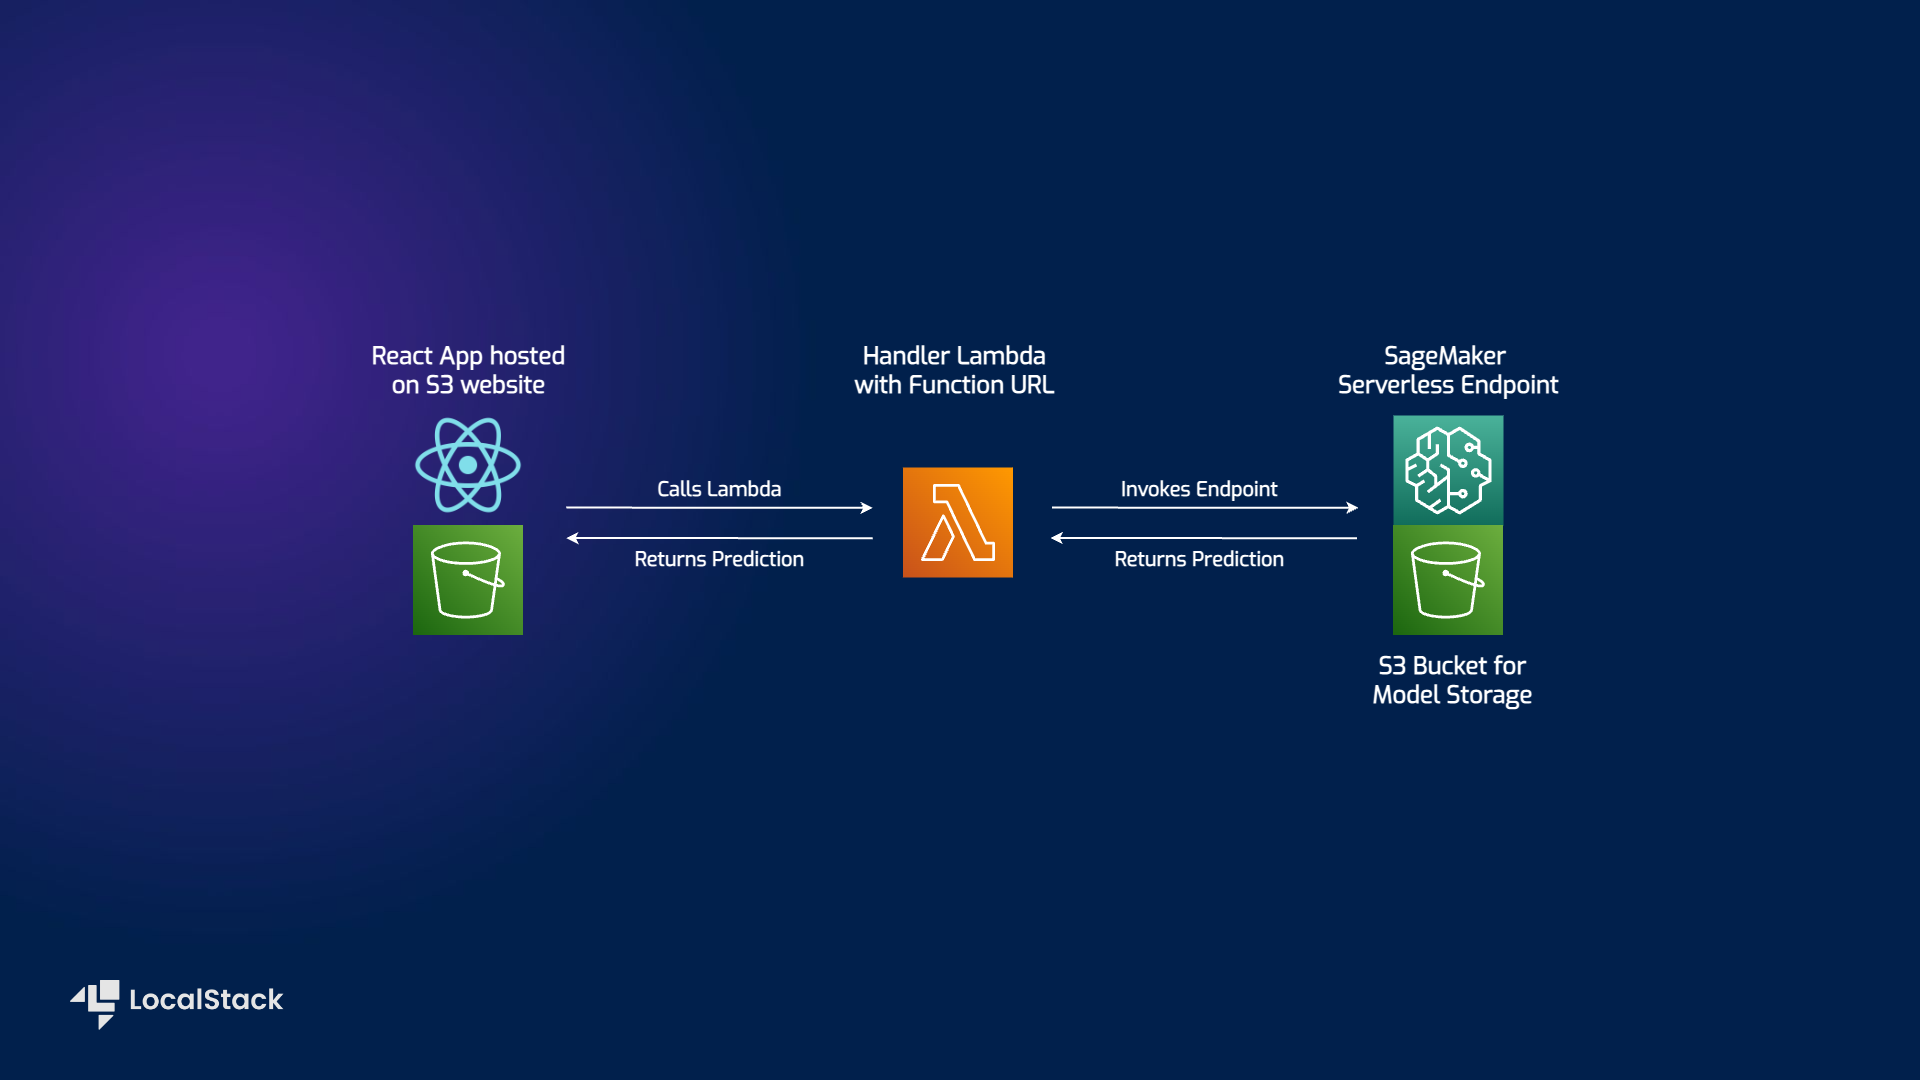 React App hosted
on S3 website
Handler Lambda
with Function URL
SageMaker
Serverless Endpoint
Calls Lambda
Returns Prediction
Invokes Endpoint
Returns Prediction
S3 Bucket for
Model Storage
LocalStack